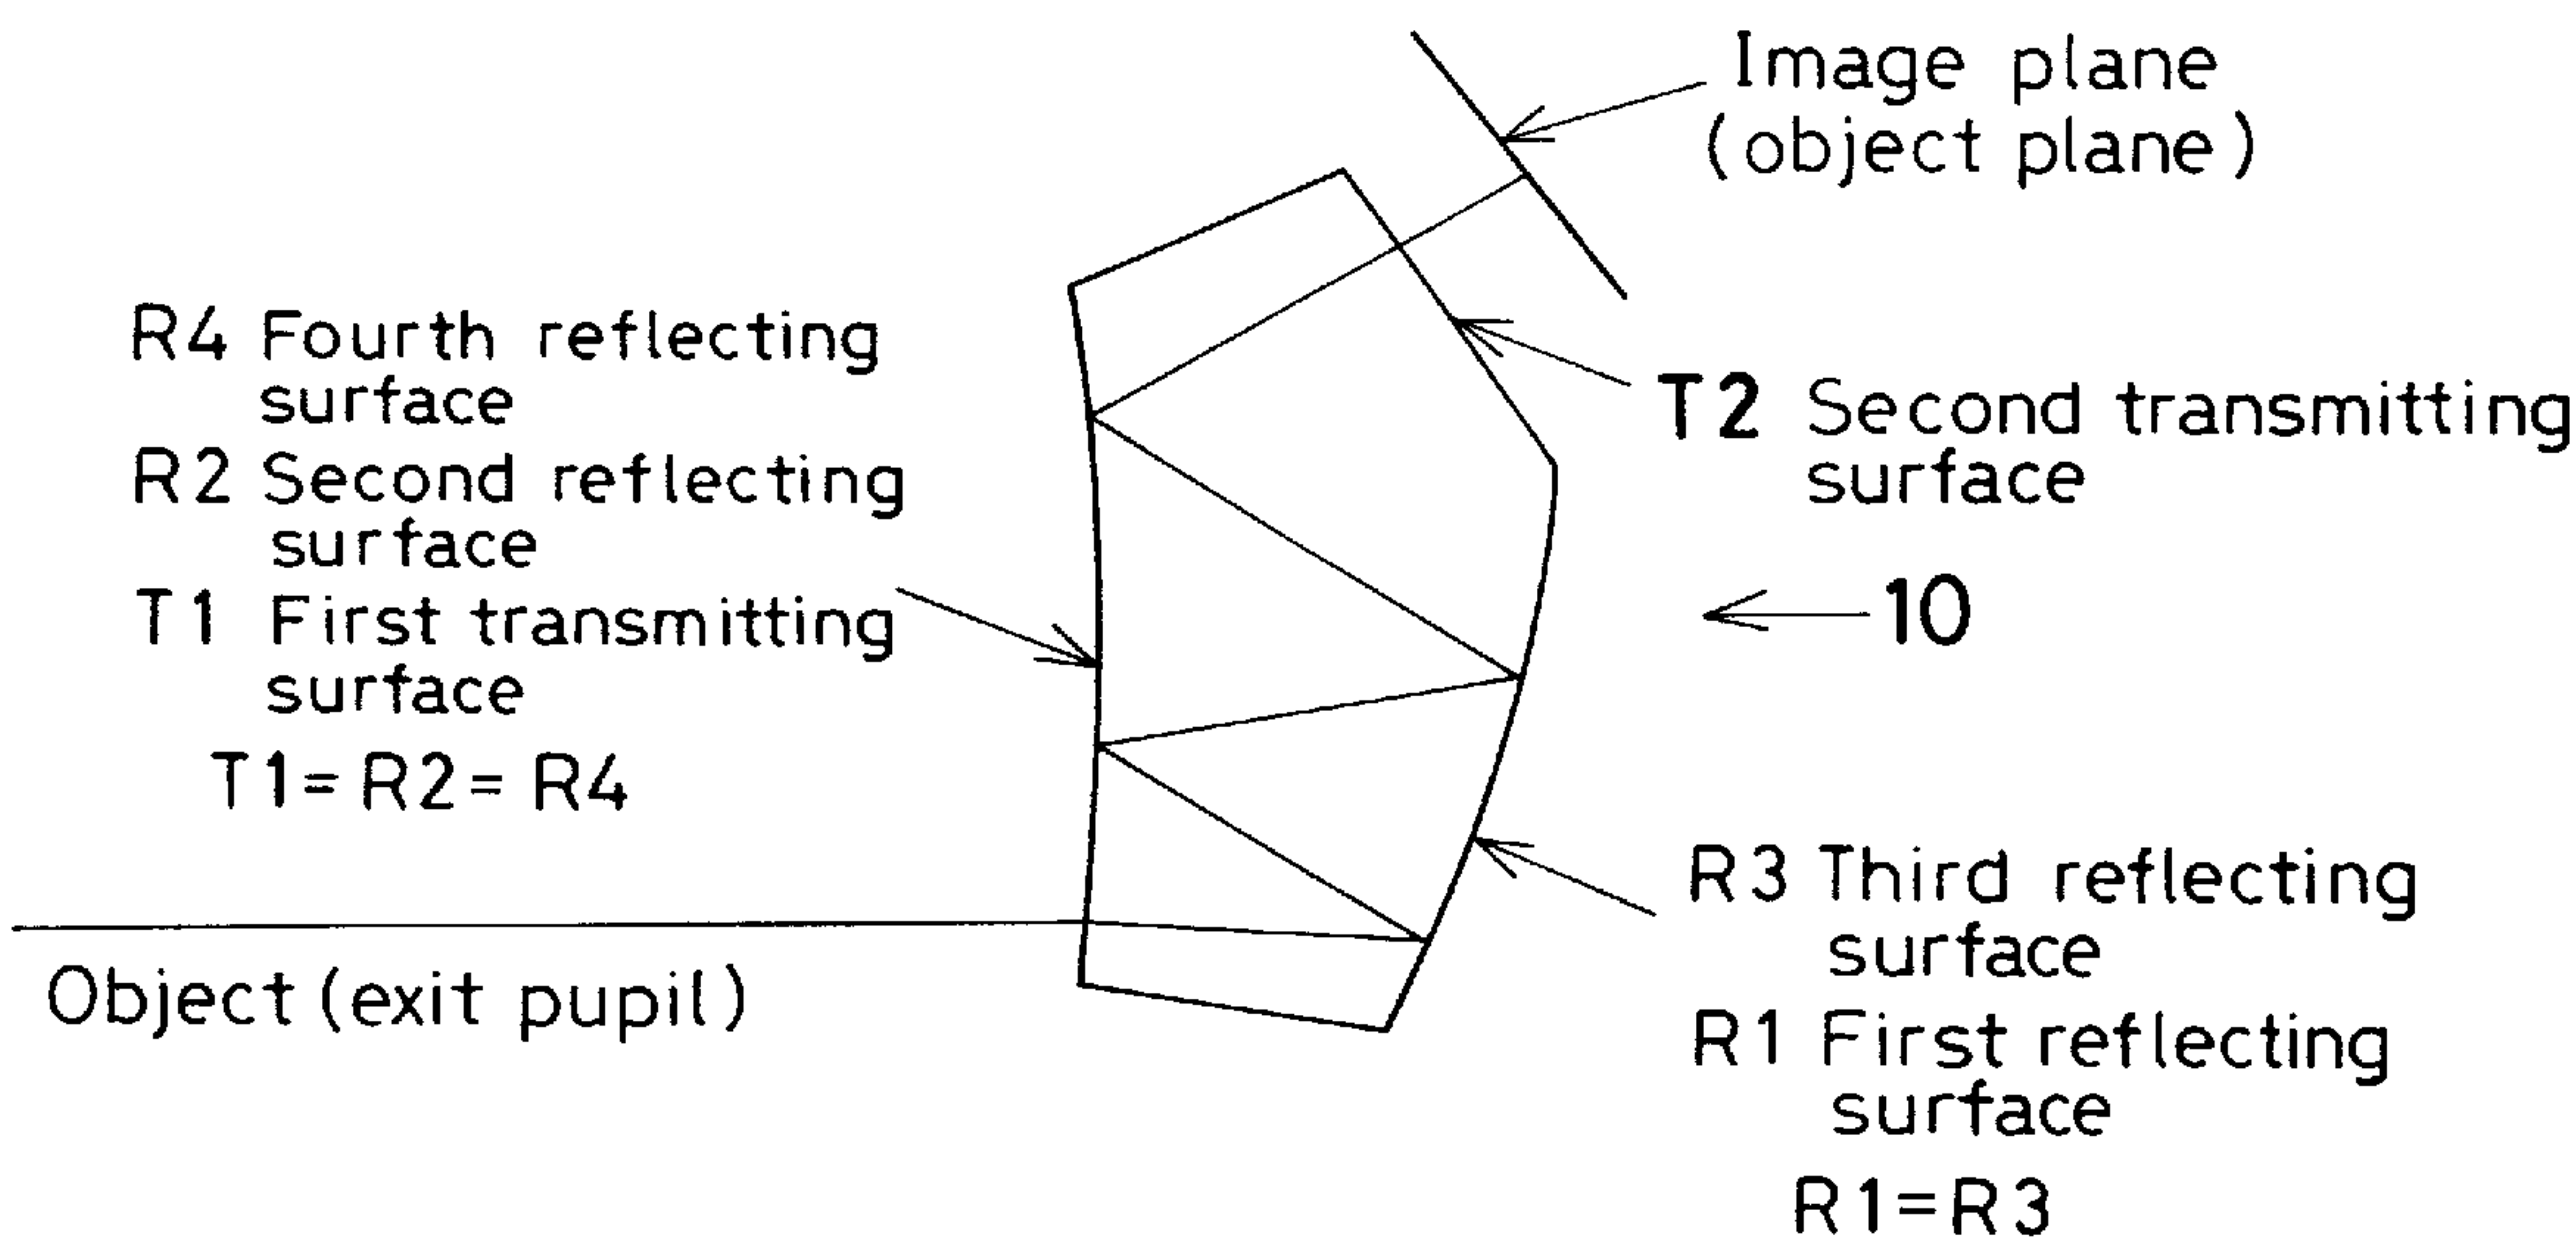 Image plane
(object plane)
R4 Fourth reflecting
surface
R2 Second reflecting
surface
T1 First transmitting
surface
T1=R2=R4
T2 Second transmitting
surface
10
R3 Third reflecting
surface
R1 First reflecting
surface
R1=R3
Object (exit pupil)